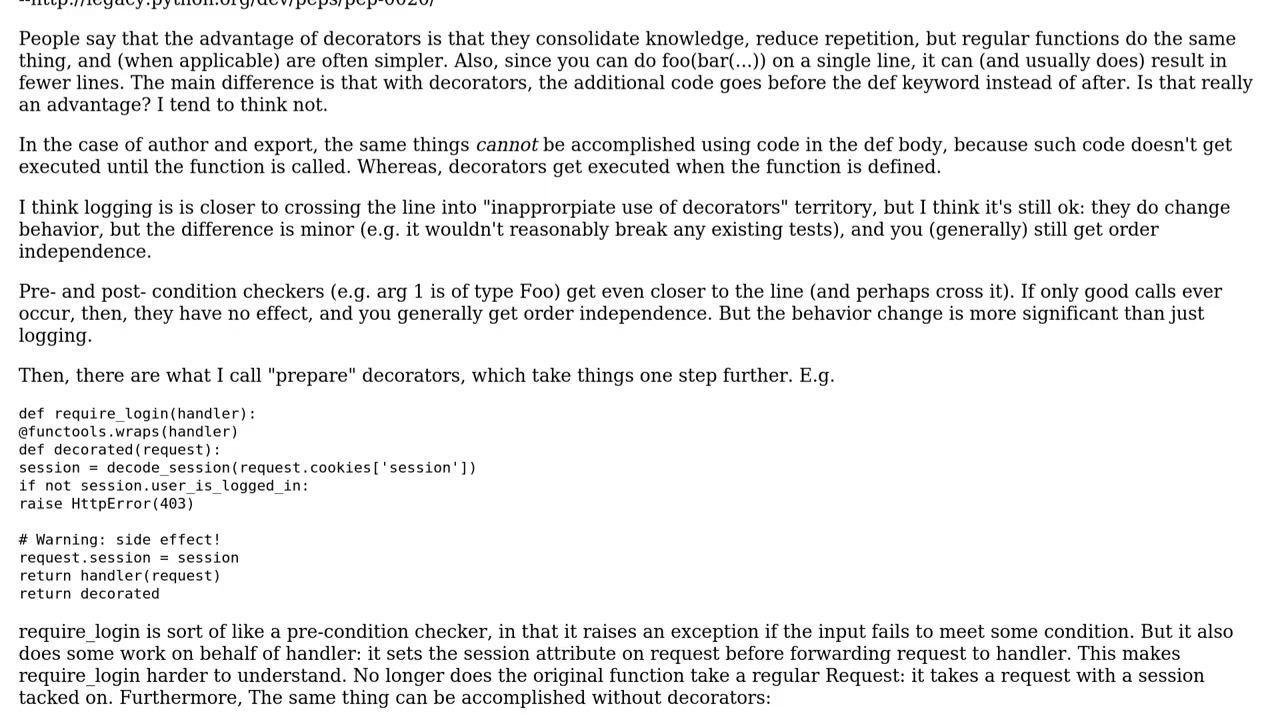 --http://legacy.python.org/dev/peps/pep-0020/
People say that the advantage of decorators is that they consolidate knowledge, reduce repetition, but regular functions do the same
thing, and (when applicable) are often simpler. Also, since you can do foo(bar(...)) on a single line, it can (and usually does) result in
fewer lines. The main difference is that with decorators, the additional code goes before the def keyword instead of after. Is that really
an advantage? I tend to think not.
In the case of author and export, the same things cannot be accomplished using code in the def body, because such code doesn't get
executed until the function is called. Whereas, decorators get executed when the function is defined.
I think logging is is closer to crossing the line into "inapprorpiate use of decorators" territory, but I think it's still ok: they do change
behavior, but the difference is minor (e.g. it wouldn't reasonably break any existing tests), and you (generally) still get order
independence.
Pre- and post- condition checkers (e.g. arg 1 is of type Foo) get even closer to the line (and perhaps cross it). If only good calls ever
occur, then, they have no effect, and you generally get order independence. But the behavior change is more significant than just
logging.
Then, there are what I call "prepare" decorators, which take things one step further. E.g.
def require_login(handler):
@functools.wraps(handler)
def decorated(request):
session = decode_session(request.cookies['session'])
if not session.user_is_logged_in:
raise HttpError(403)
# Warning: side effect!
request.session = session
return handler(request)
return decorated
require_login is sort of like a pre-condition checker, in that it raises an exception if the input fails to meet some condition. But it also
does some work on behalf of handler: it sets the session attribute on request before forwarding request to handler. This makes
require_login harder to understand. No longer does the original function take a regular Request: it takes a request with a session
tacked on. Furthermore, The same thing can be accomplished without decorators: